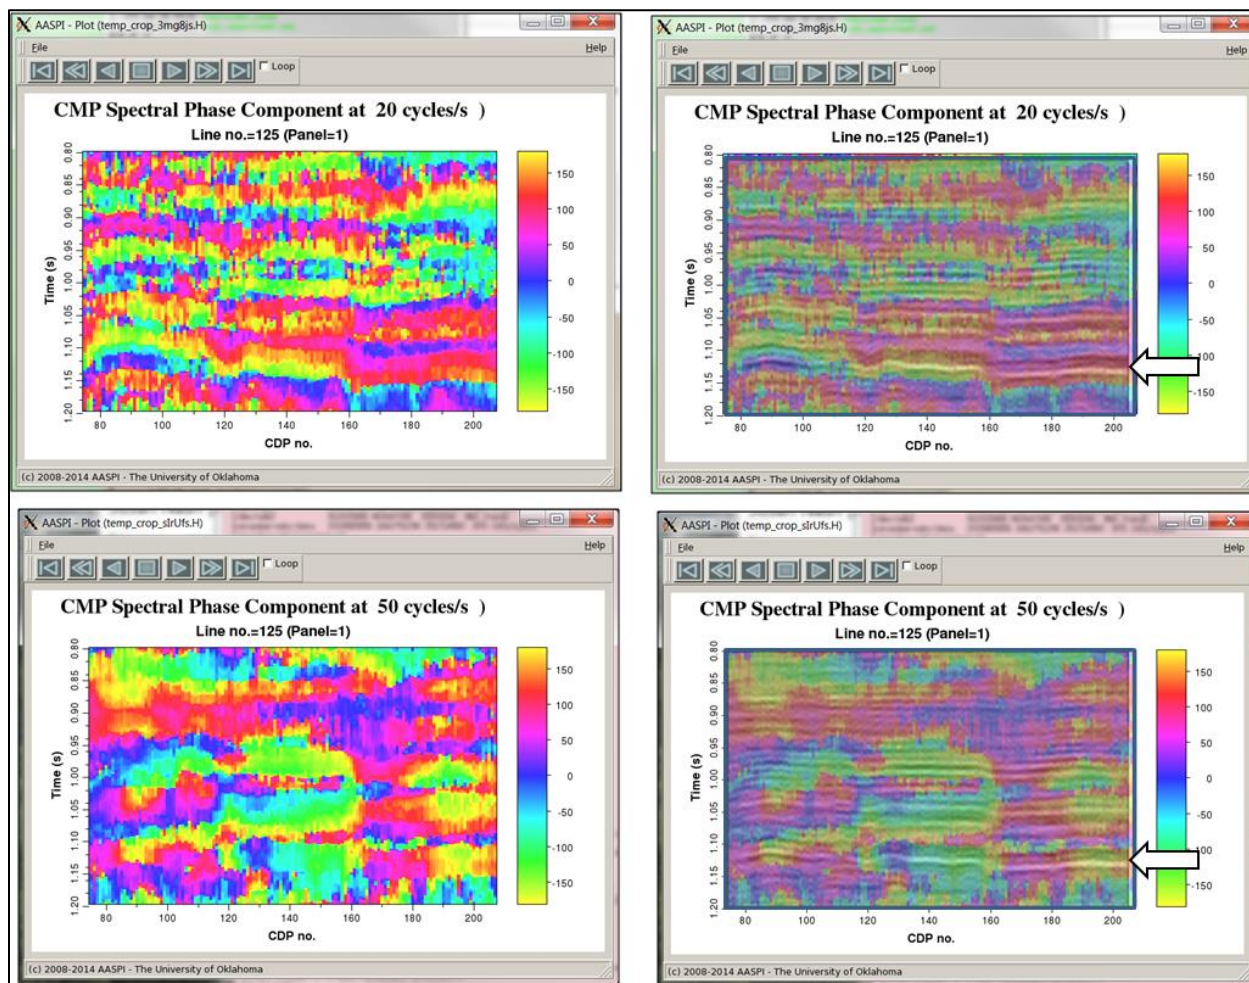 AASPI - Plot (temp_crop_3mg8js.H)
File Help
Loop
CMP Spectral Phase Component at 20 cycles/s )
Line no.=125 (Panel=1)
Time (s)
0.80
0.85
0.90
0.95
1.00
1.05
1.10
1.15
1.20
80 100 120 140 160 180 200
CDP no.
150
100
50
0
-50
-100
-150
(c) 2008-2014 AASPI - The University of Oklahoma
AASPI - Plot (temp_crop_3mg8js.H)
File Help
Loop
CMP Spectral Phase Component at 20 cycles/s )
Line no.=125 (Panel=1)
Time (s)
0.80
0.85
0.90
0.95
1.00
1.05
1.10
1.15
1.20
80 100 120 140 160 180 200
CDP no.
150
100
50
0
-50
-100
-150
(c) 2008-2014 AASPI - The University of Oklahoma
AASPI - Plot (temp_crop_sIrUfs.H)
File Help
Loop
CMP Spectral Phase Component at 50 cycles/s )
Line no.=125 (Panel=1)
Time (s)
0.80
0.85
0.90
0.95
1.00
1.05
1.10
1.15
1.20
80 100 120 140 160 180 200
CDP no.
150
100
50
0
-50
-100
-150
(c) 2008-2014 AASPI - The University of Oklahoma
AASPI - Plot (temp_crop_sIrUfs.H)
File Help
Loop
CMP Spectral Phase Component at 50 cycles/s )
Line no.=125 (Panel=1)
Time (s)
0.80
0.85
0.90
0.95
1.00
1.05
1.10
1.15
1.20
80 100 120 140 160 180 200
CDP no.
150
100
50
0
-50
-100
-150
(c) 2008-2014 AASPI - The University of Oklahoma